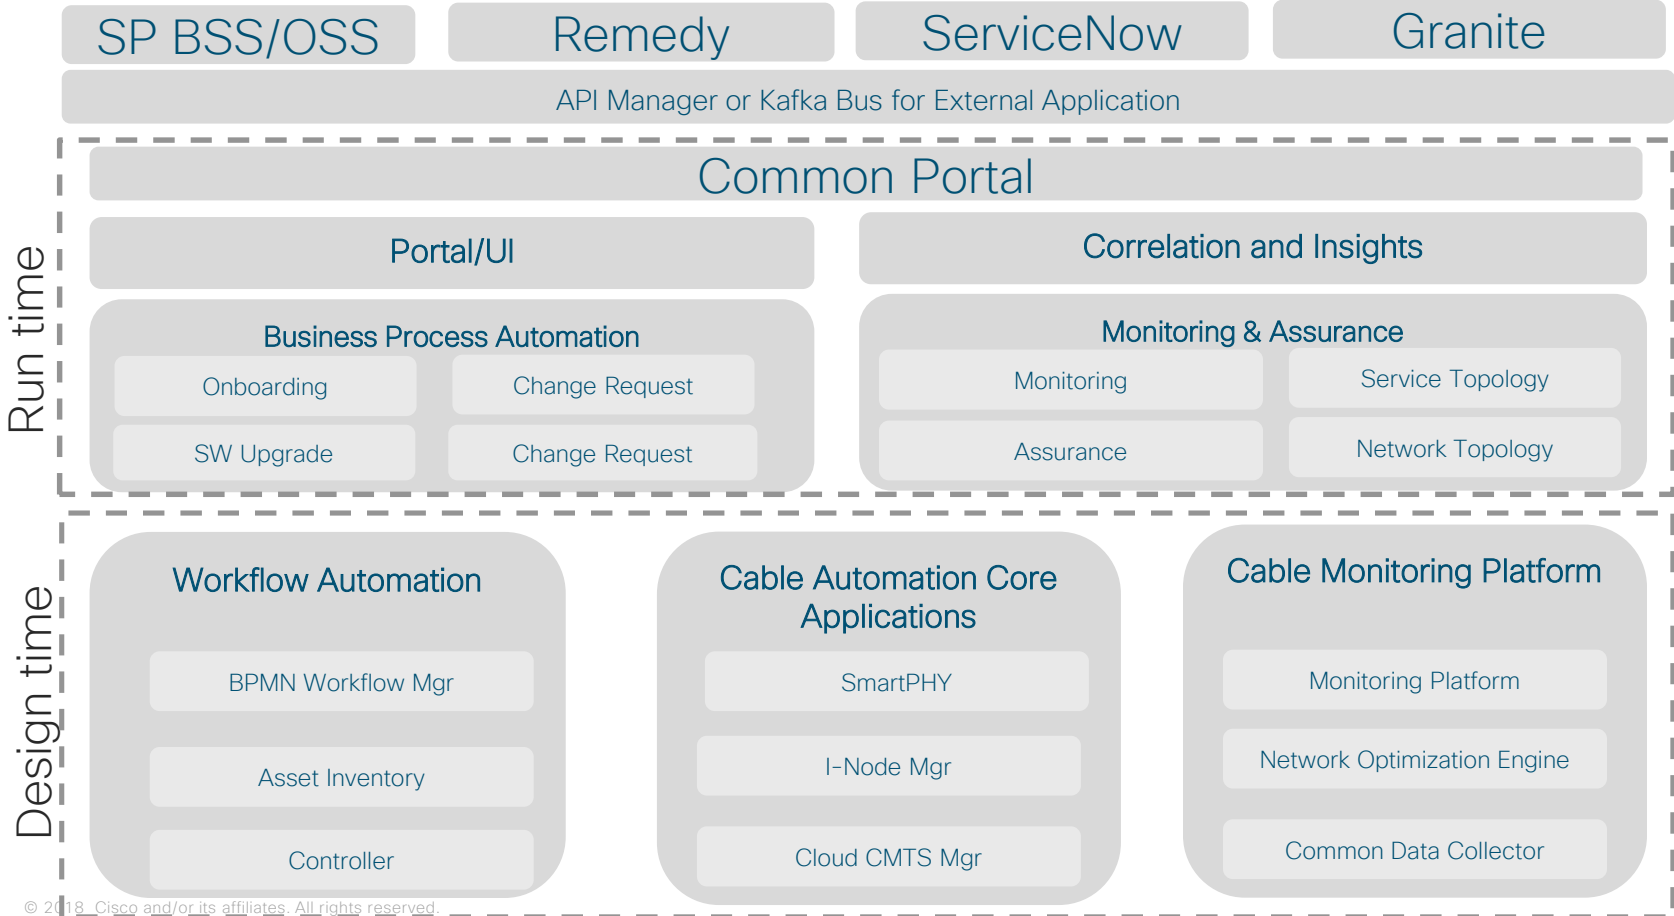 SP BSS/OSS
Remedy
ServiceNow
Granite
API Manager or Kafka Bus for External Application
Run time
Common Portal
Portal/UI
Correlation and Insights
Business Process Automation
Onboarding
Change Request
SW Upgrade
Change Request
Monitoring & Assurance
Monitoring
Service Topology
Assurance
Network Topology
Design time
Workflow Automation
BPMN Workflow Mgr
Asset Inventory
Controller
Cable Automation Core
Applications
SmartPHY
I-Node Mgr
Cloud CMTS Mgr
Cable Monitoring Platform
Monitoring Platform
Network Optimization Engine
Common Data Collector
© 2018 Cisco and/or its affiliates. All rights reserved.